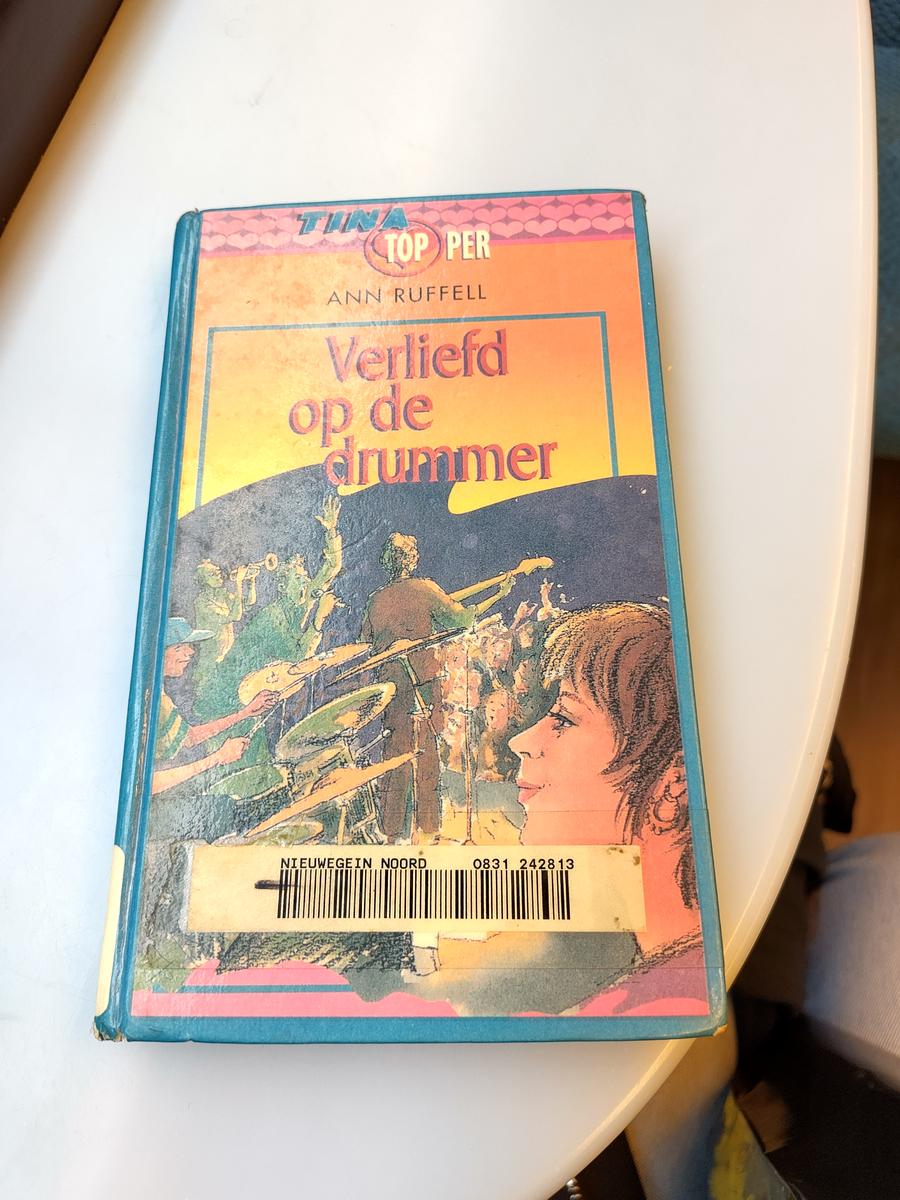 TINA
TOPPER
ANN RUFFELL
Verliefd
op de
drummer
NIEUWEGEIN NOORD 0831 242813